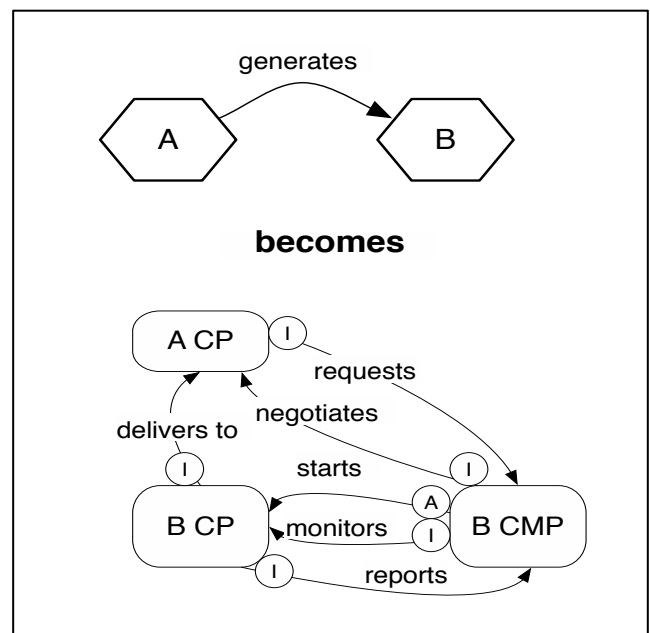 generates
A
B
becomes
A CP
I
requests
negotiates
delivers to
I
starts
I
A
B CP
monitors
I
B CMP
I
reports